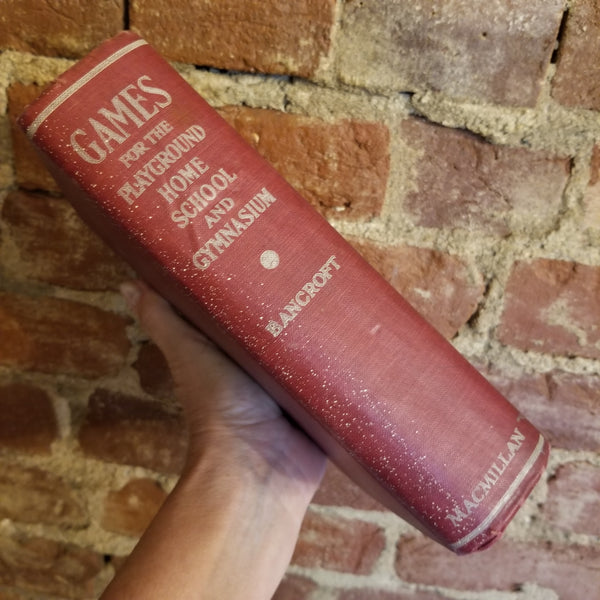 GAMES
FOR THE
PLAYGROUND
HOME
SCHOOL
AND
GYMNASIUM
BANCROFT
MACMILLAN